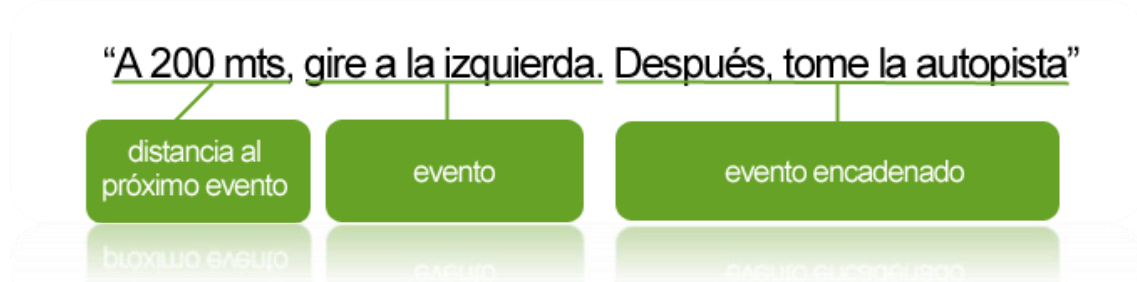 “A 200 mts, gire a la izquierda. Después, tome la autopista”
distancia al
próximo evento
evento
evento encadenado